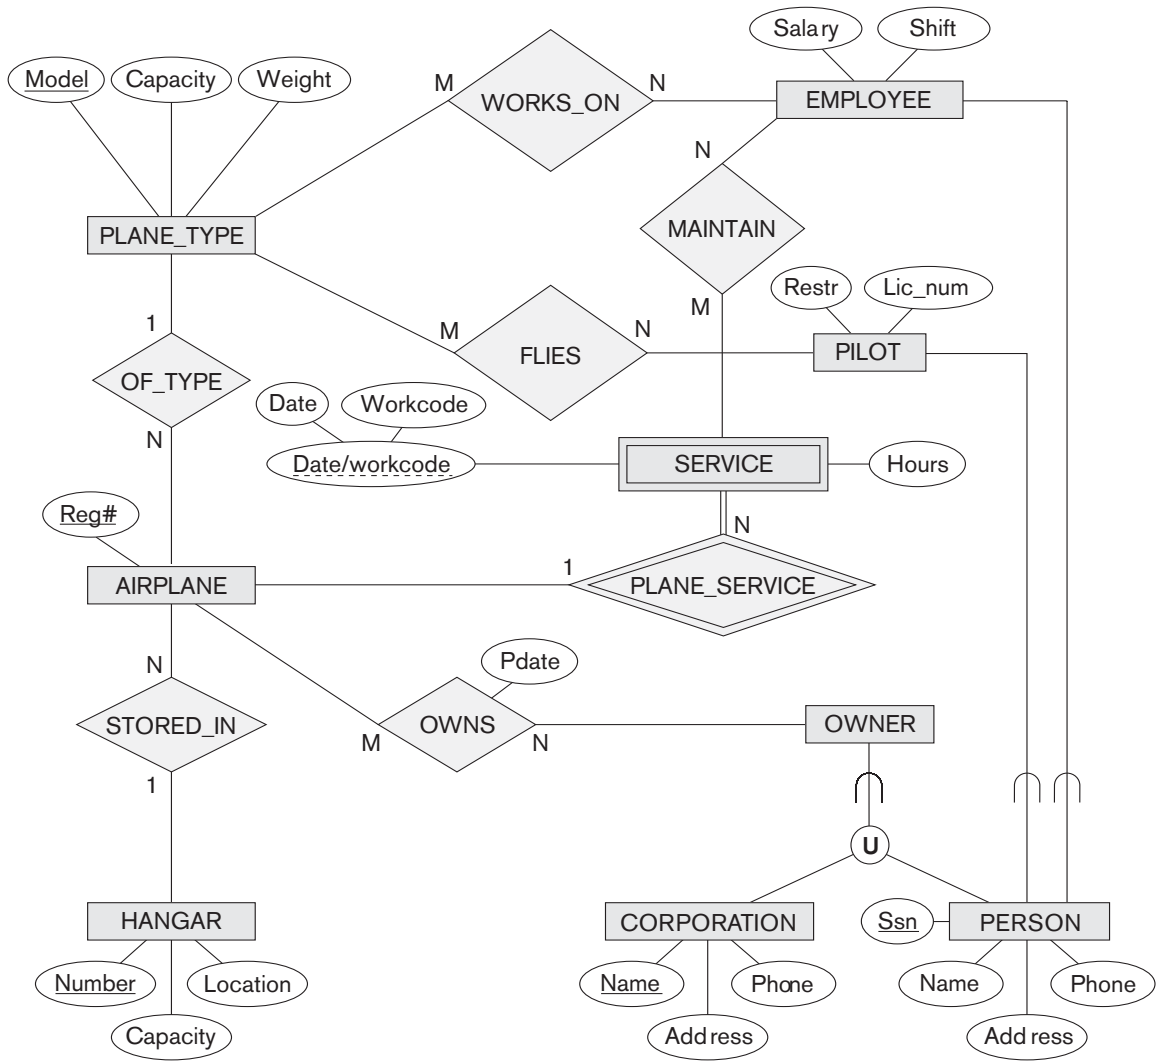 Salary
Shift
Model
Capacity
Weight
M
WORKS_ON
N
EMPLOYEE
N
MAINTAIN
M
PLANE_TYPE
Restr
Lic_num
1
M
FLIES
N
PILOT
OF_TYPE
N
Date
Workcode
Date/workcode
SERVICE
Hours
Reg#
N
AIRPLANE
1
PLANE_SERVICE
N
STORED_IN
1
Pdate
M
OWNS
N
OWNER
U
HANGAR
Number
Location
Capacity
CORPORATION
Name
Phone
Address
Ssn
PERSON
Name
Phone
Address